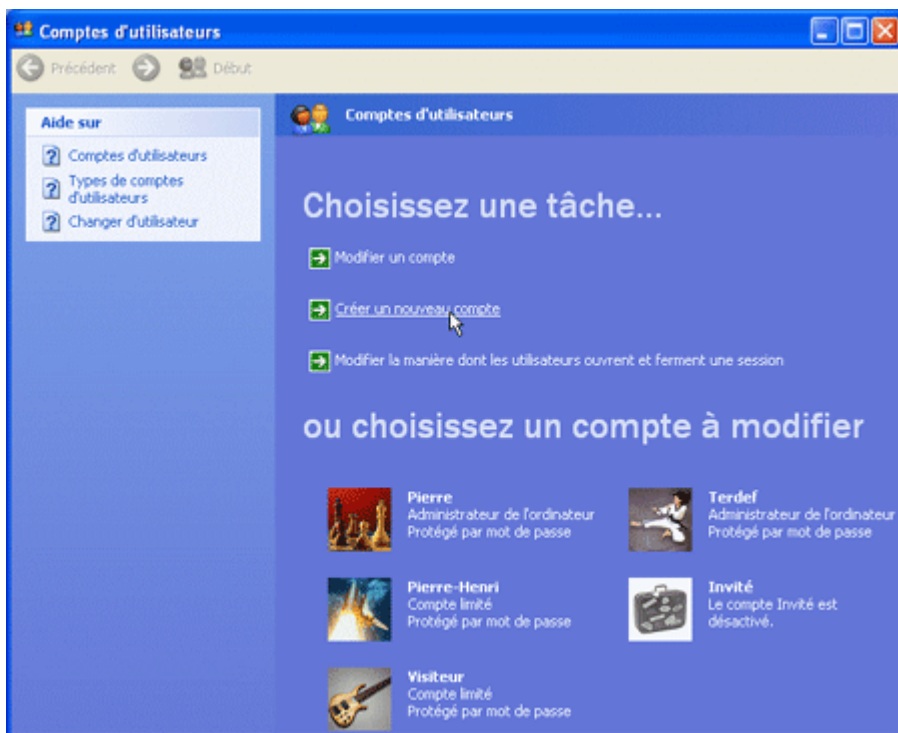 Comptes d'utilisateurs
Précédent
Début
Aide sur
Comptes d'utilisateurs
Types de comptes
d'utilisateurs
Changer d'utilisateur
Comptes d'utilisateurs
Choisissez une tâche...
Modifier un compte
Créer un nouveau compte
Modifier la manière dont les utilisateurs ouvrent et ferment une session
ou choisissez un compte à modifier
Pierre
Administrateur de l'ordinateur
Protégé par mot de passe
Terdef
Administrateur de l'ordinateur
Protégé par mot de passe
Pierre-Henri
Compte limité
Protégé par mot de passe
Invité
Le compte Invité est
désactivé.
Visiteur
Compte limité
Protégé par mot de passe